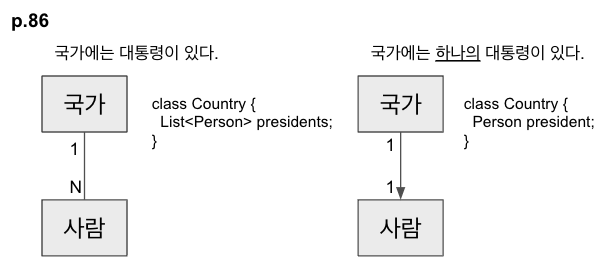 p.86
국가에는 대통령이 있다.
국가
class Country {
List<Person> presidents;
}
1
N
사람
국가에는 하나의 대통령이 있다.
국가
class Country {
Person president;
}
1
1
사람